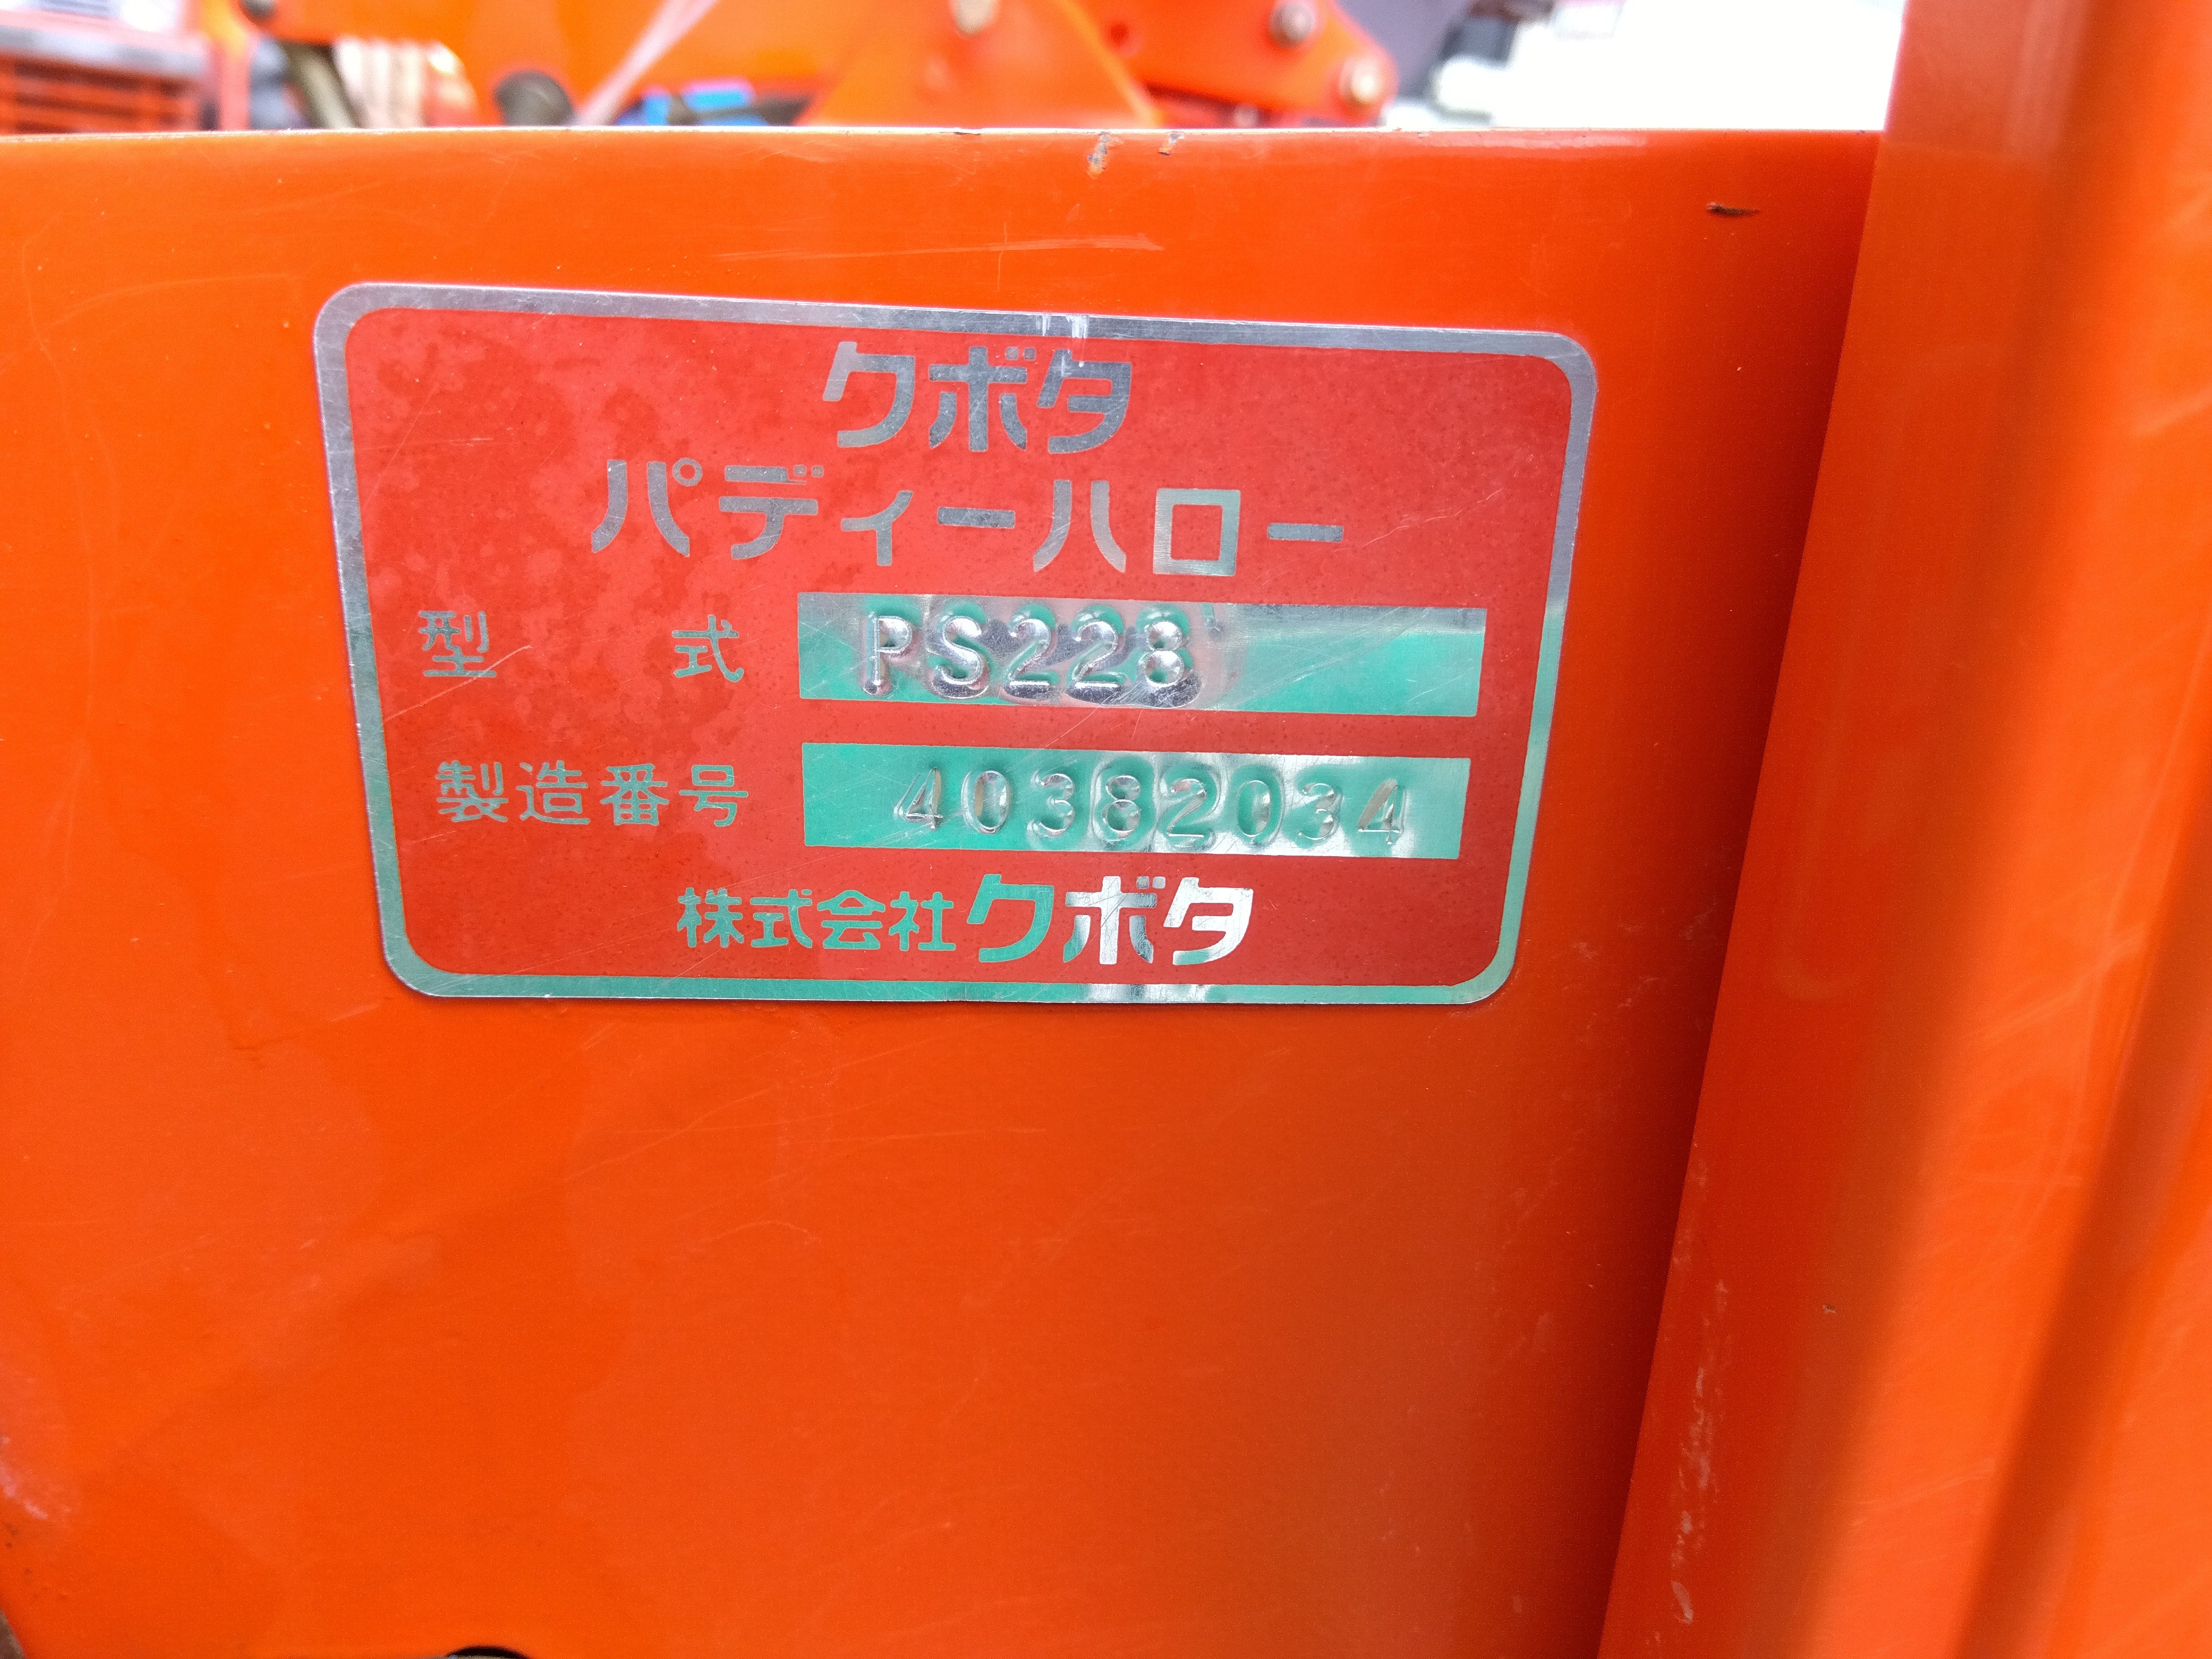 クボタ
パディーハロー
型式 PS228
製造番号 40382034
株式会社クボタ